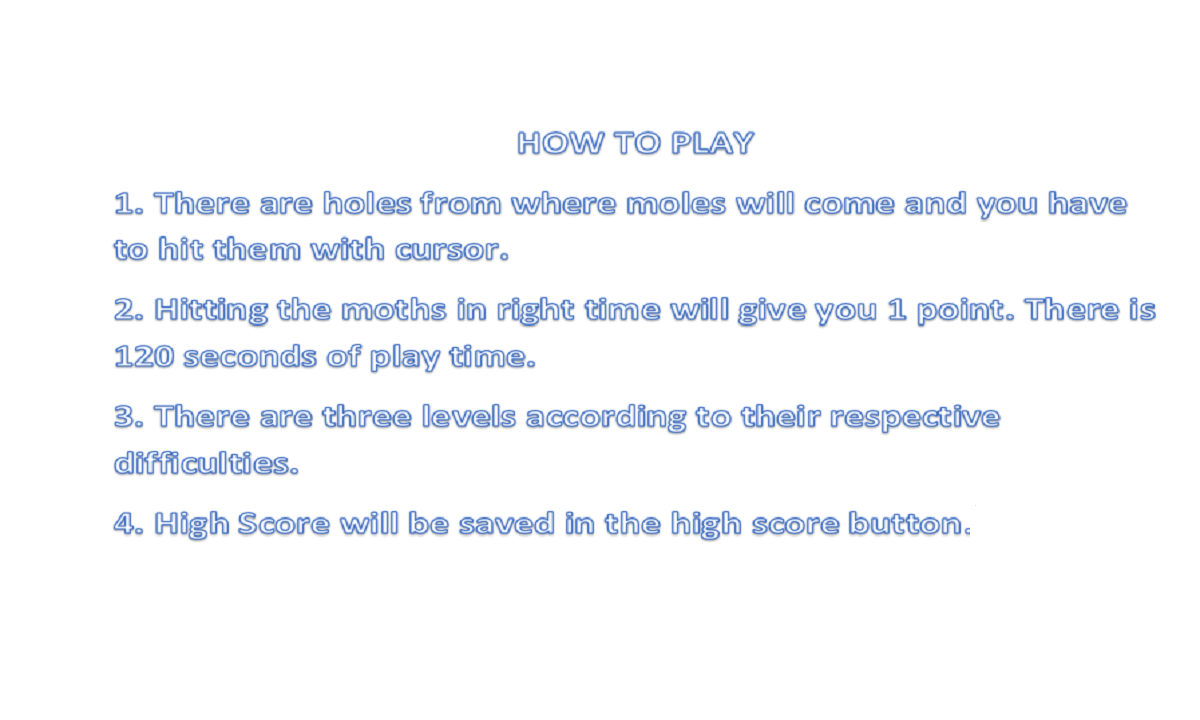 HOW TO PLAY
1. There are holes from where moles will come and you have
to hit them with cursor.
2. Hitting the moths in right time will give you 1 point. There is
120 seconds of play time.
3. There are three levels according to their respective
difficulties.
4. High Score will be saved in the high score button.